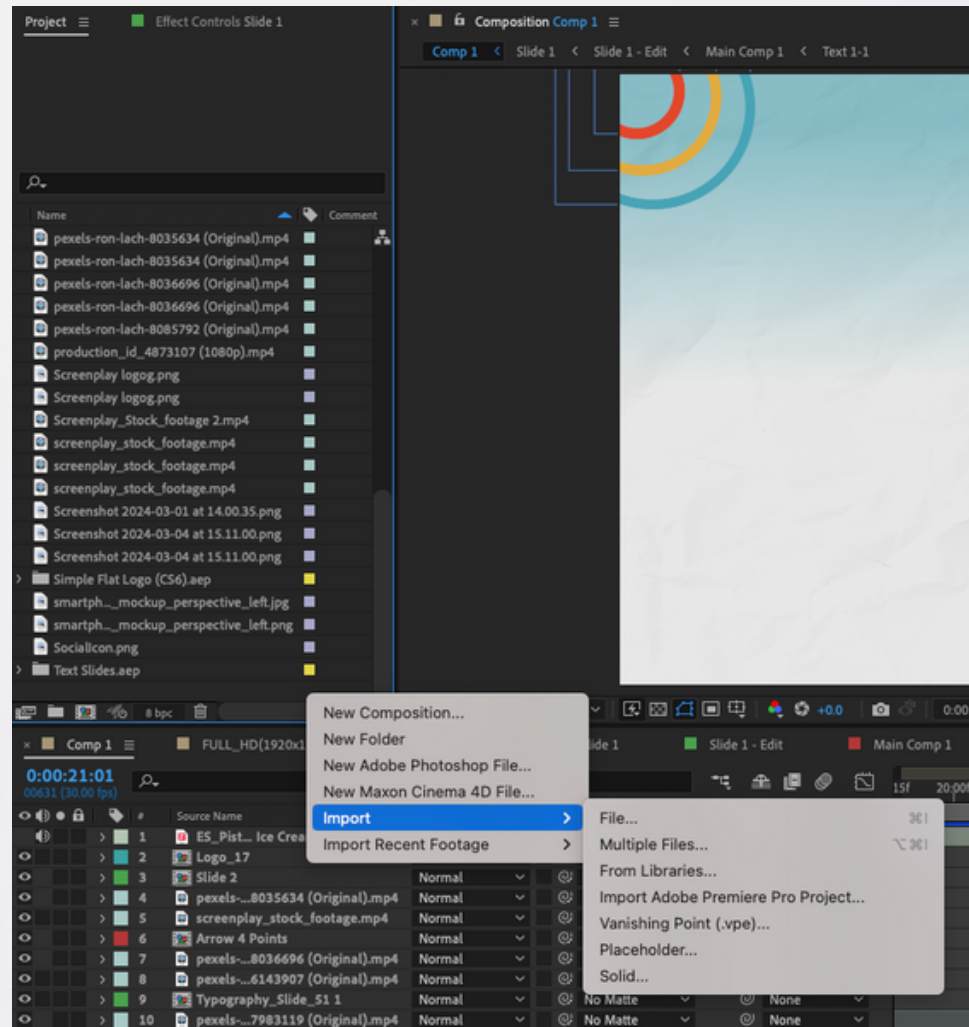 Project
Effect Controls Slide 1
Composition Comp 1
Comp 1
Slide 1
Slide 1 - Edit
Main Comp 1
Text 1-1
Name
Comment
pexels-ron-lach-8035634 (Original).mp4
pexels-ron-lach-8035634 (Original).mp4
pexels-ron-lach-8036696 (Original).mp4
pexels-ron-lach-8036696 (Original).mp4
pexels-ron-lach-8085792 (Original).mp4
production_id_4873107 (1080p).mp4
Screenplay logog.png
Screenplay logog.png
Screenplay_Stock_footage 2.mp4
screenplay_stock_footage.mp4
screenplay_stock_footage.mp4
screenplay_stock_footage.mp4
Screenshot 2024-03-01 at 14.00.35.png
Screenshot 2024-03-04 at 15.11.00.png
Screenshot 2024-03-04 at 15.11.00.png
Simple Flat Logo (CS6).aep
smartph..._mockup_perspective_left.jpg
smartph..._mockup_perspective_left.png
SocialIcon.png
Text Slides.aep
8 bpc
+0.0
0:00
New Composition...
New Folder
New Adobe Photoshop File...
New Maxon Cinema 4D File...
Import
Import Recent Footage
File... ⌘I
Multiple Files... ⌥⌘I
From Libraries...
Import Adobe Premiere Pro Project...
Vanishing Point (.vpe)...
Placeholder...
Solid...
Comp 1
FULL_HD(1920x1
lide 1
Slide 1 - Edit
Main Comp 1
0:00:21:01
00631 (30.00 fps)
15f
20:00f
# Source Name
1 ES_Pist... Ice Crea
2 Logo_17
3 Slide 2 Normal
4 pexels-...8035634 (Original).mp4 Normal
5 screenplay_stock_footage.mp4 Normal
6 Arrow 4 Points Normal
7 pexels-...8036696 (Original).mp4 Normal
8 pexels-...6143907 (Original).mp4 Normal
9 Typography_Slide_51 1 Normal No Matte None
10 pexels-...7983119 (Original).mp4 Normal No Matte None